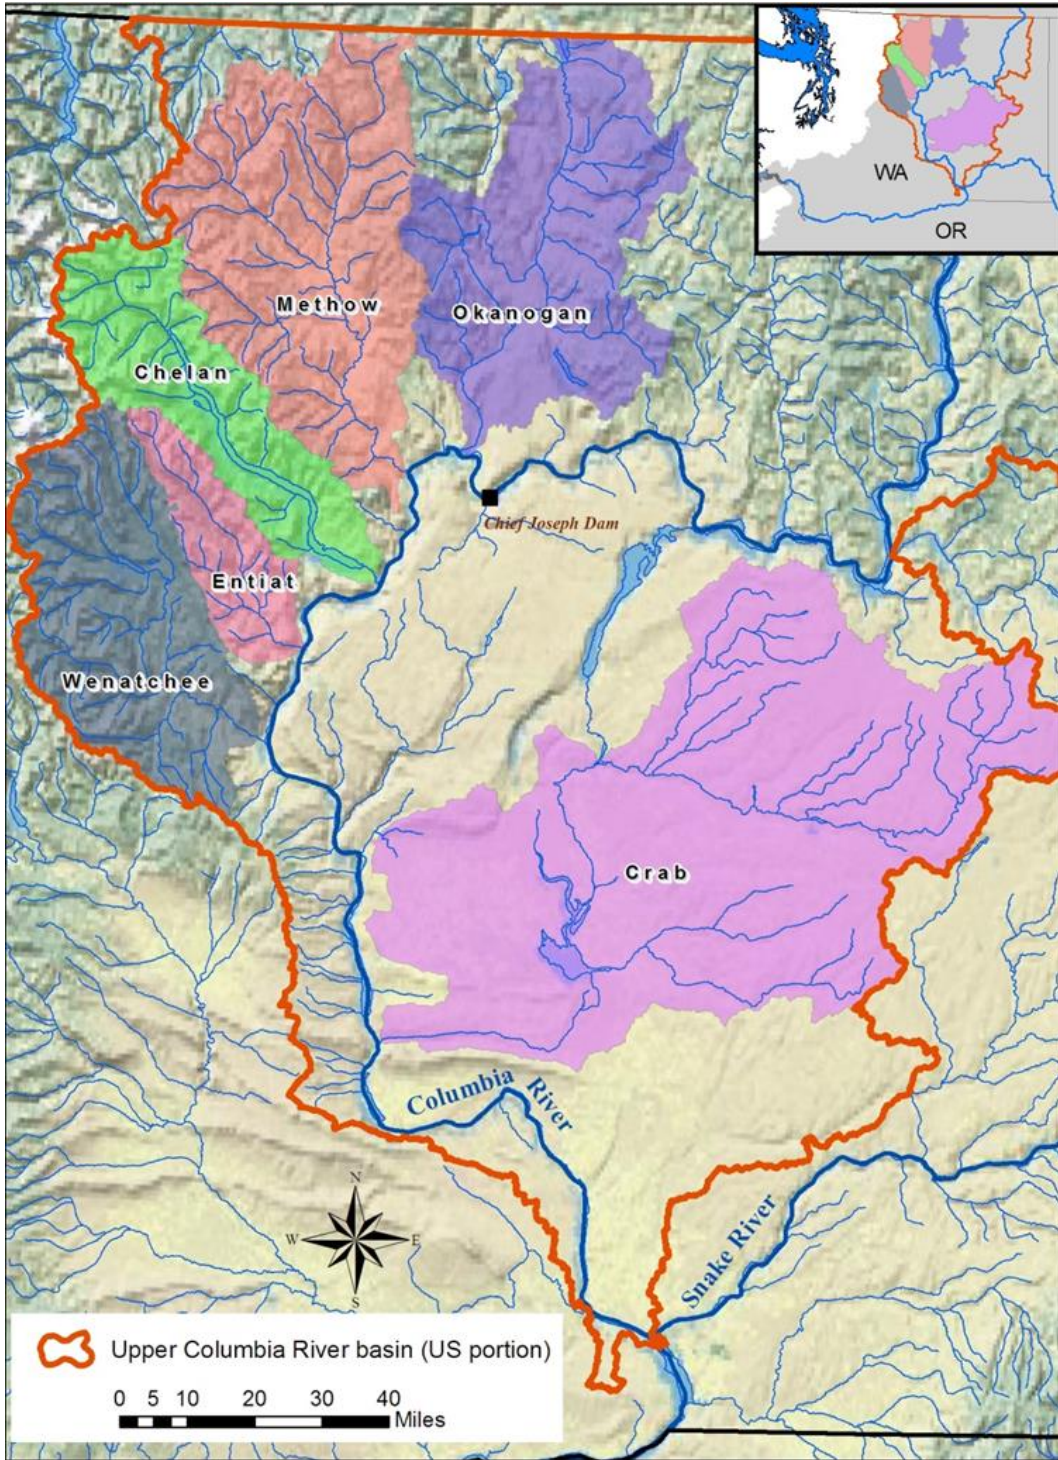 WA
OR
Methow
Okanogan
Chelan
Chief Joseph Dam
Entiat
Wenatchee
Crab
Columbia River
Snake River
N
W E
S
Upper Columbia River basin (US portion)
0 5 10 20 30 40
Miles